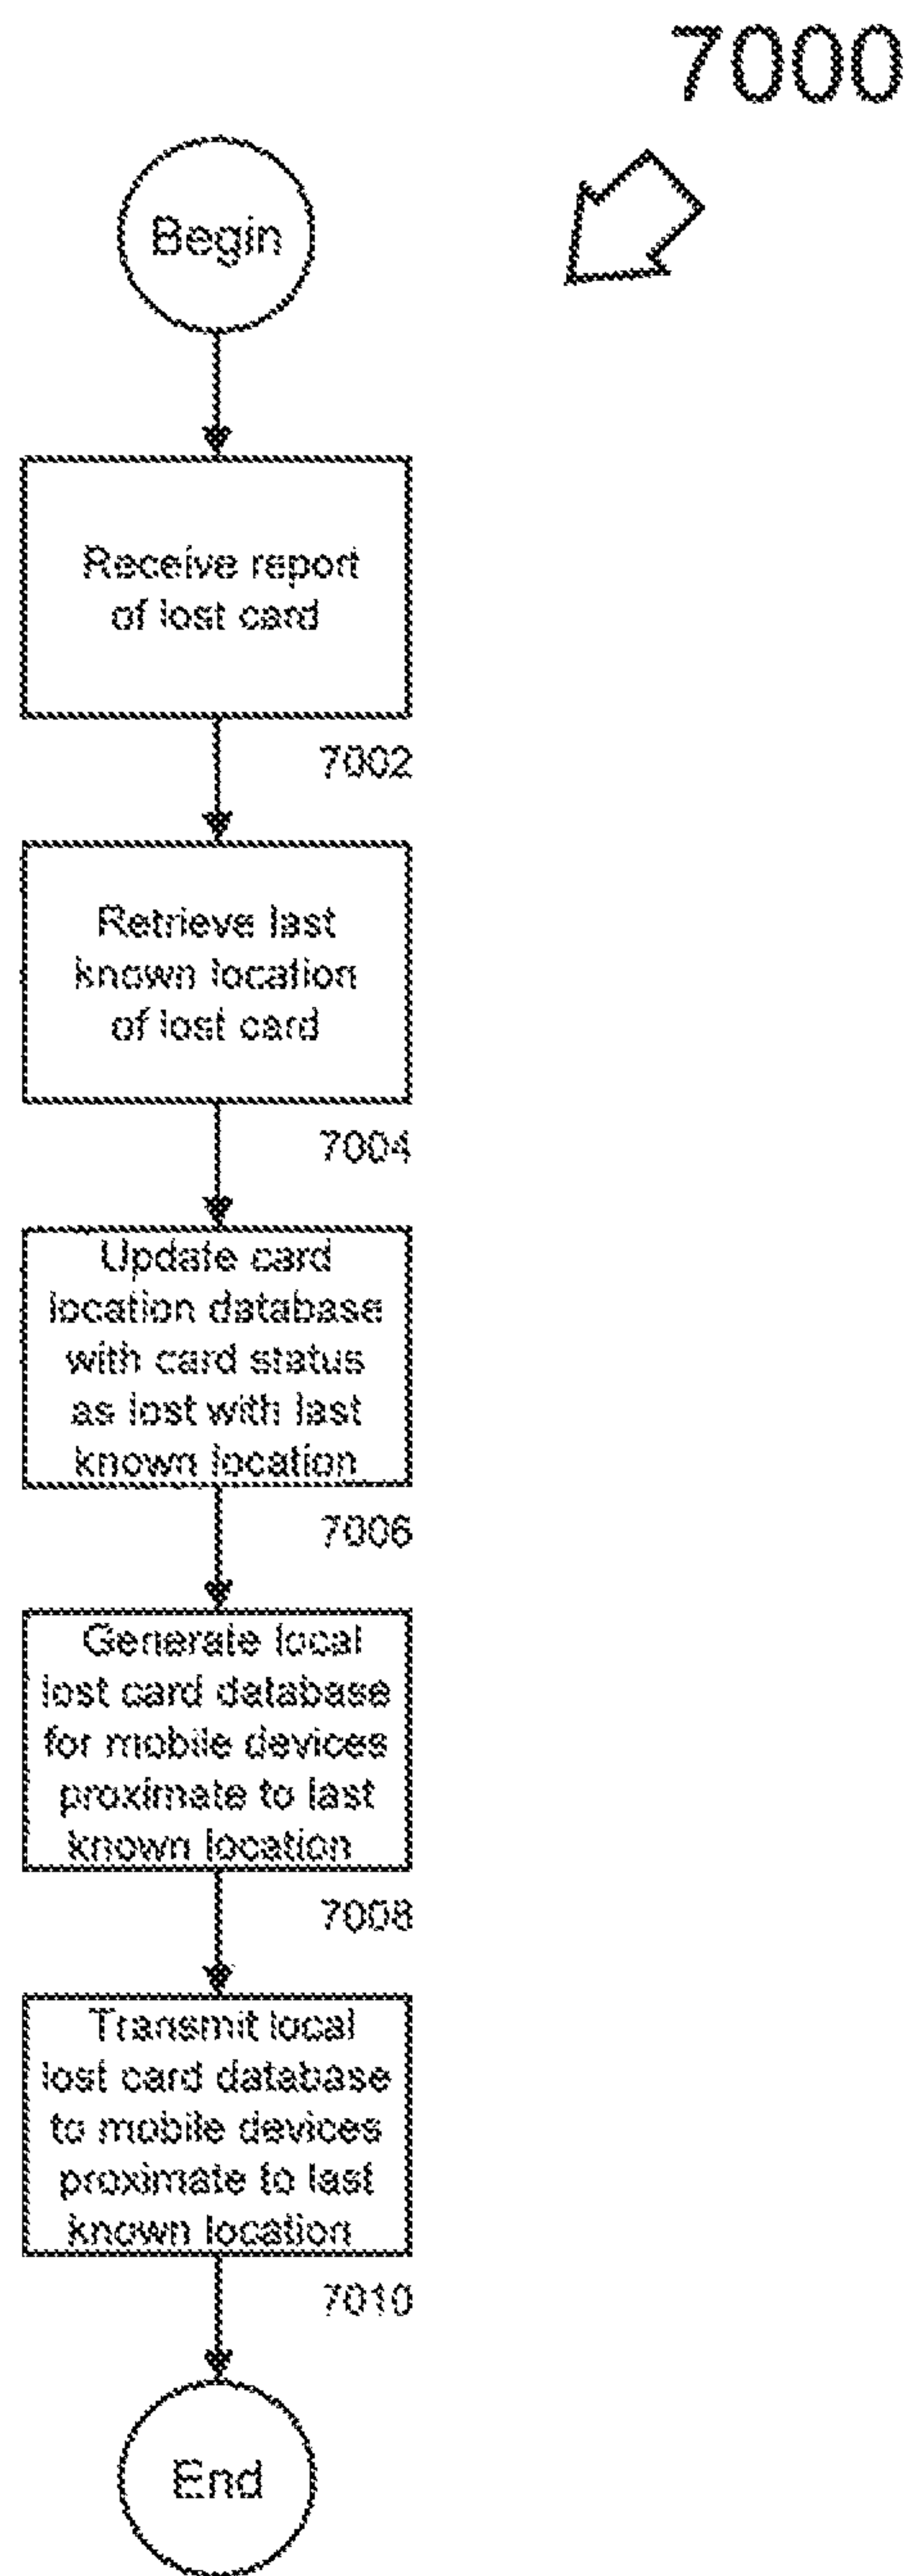 7000
Begin
Receive report
of lost card
7002
Retrieve last
known location
of lost card
7004
Update card
location database
with card status
as lost with last
known location
7006
Generate local
lost card database
for mobile devices
proximate to last
known location
7008
Transmit local
lost card database
to mobile devices
proximate to last
known location
7010
End